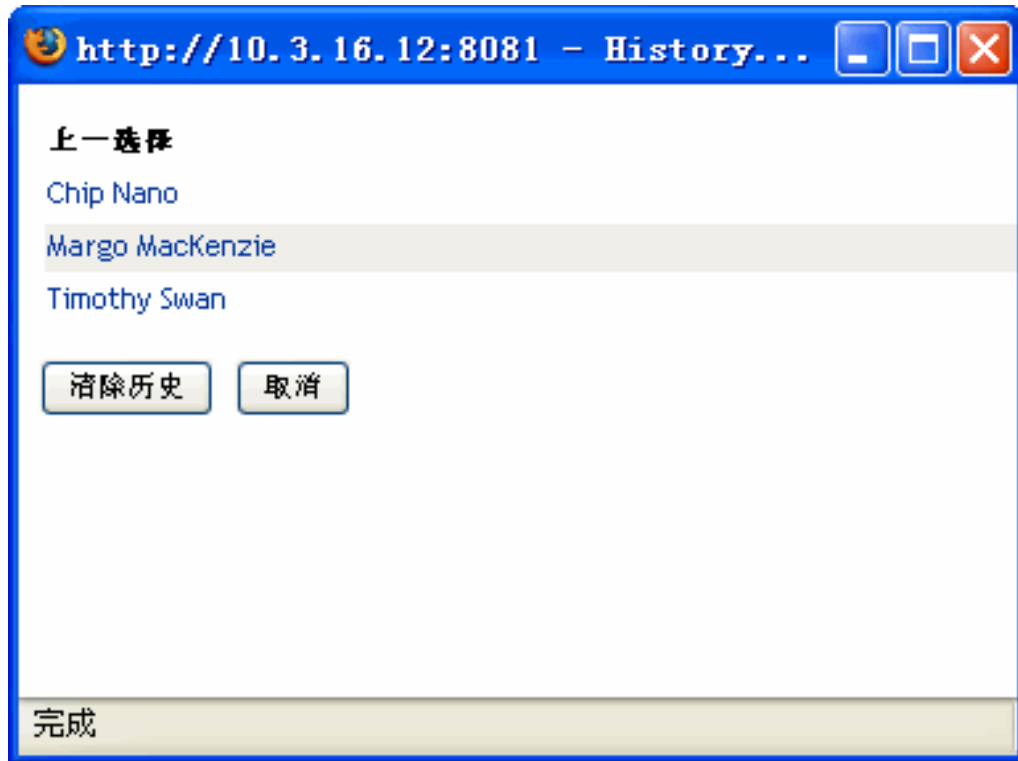 http://10.3.16.12:8081 - History...
上一选择
Chip Nano
Margo MacKenzie
Timothy Swan
清除历史 取消
完成